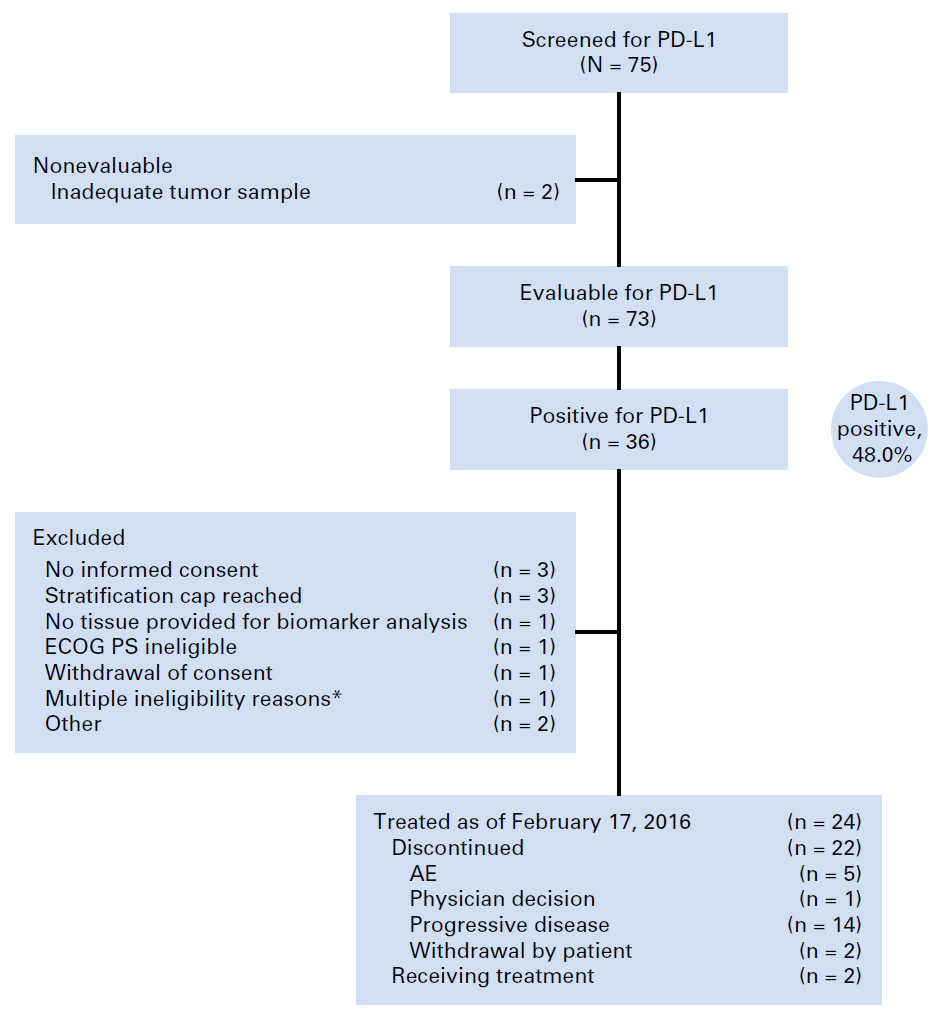 Screened for PD-L1
(N = 75)
Nonevaluable
Inadequate tumor sample (n = 2)
Evaluable for PD-L1
(n = 73)
Positive for PD-L1
(n = 36)
PD-L1
positive,
48.0%
Excluded
No informed consent (n = 3)
Stratification cap reached (n = 3)
No tissue provided for biomarker analysis (n = 1)
ECOG PS ineligible (n = 1)
Withdrawal of consent (n = 1)
Multiple ineligibility reasons* (n = 1)
Other (n = 2)
Treated as of February 17, 2016 (n = 24)
Discontinued (n = 22)
AE (n = 5)
Physician decision (n = 1)
Progressive disease (n = 14)
Withdrawal by patient (n = 2)
Receiving treatment (n = 2)